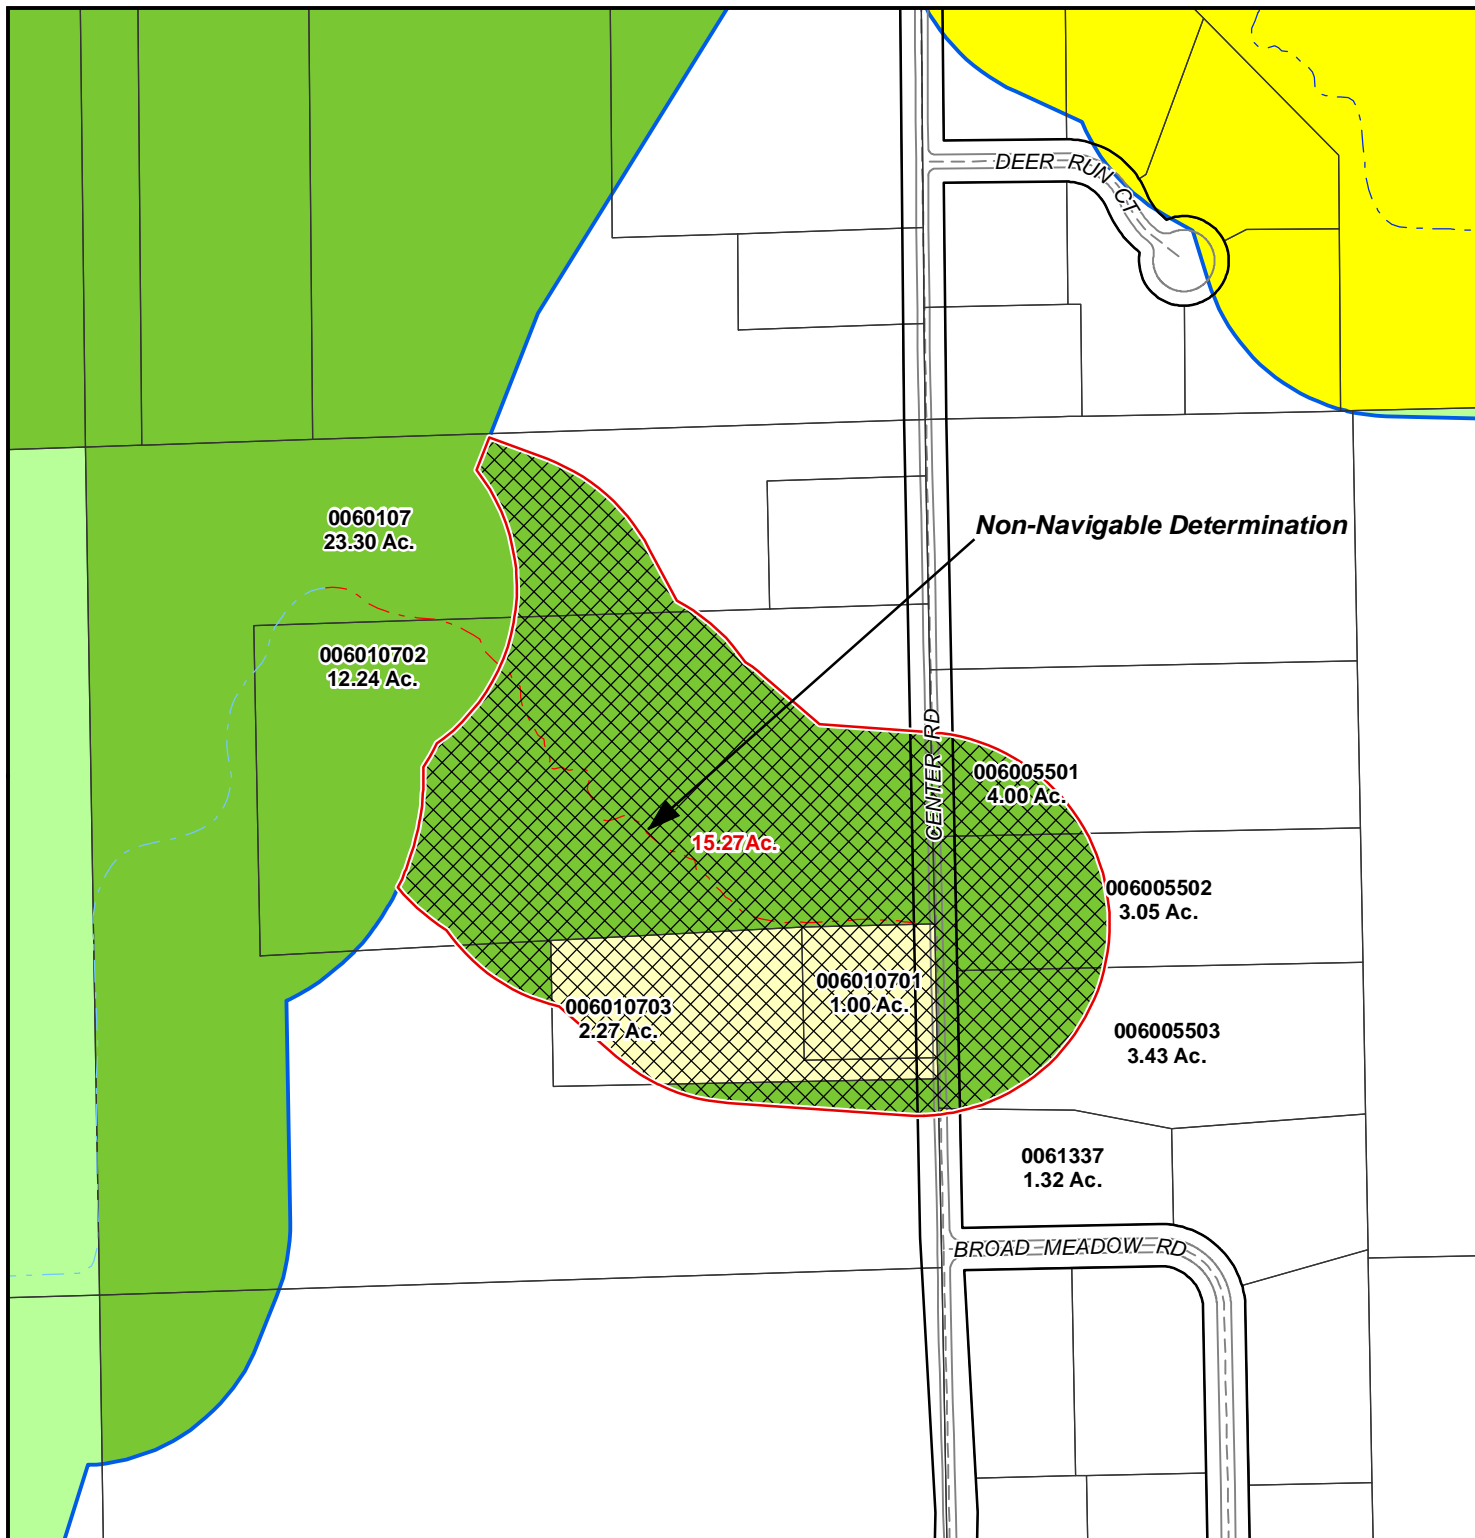 DEER RUN CT
0060107
23.30 Ac.
Non-Navigable Determination
006010702
12.24 Ac.
CENTER RD
006005501
4.00 Ac.
15.27Ac.
006005502
3.05 Ac.
006010701
1.00 Ac.
006010703
2.27 Ac.
006005503
3.43 Ac.
0061337
1.32 Ac.
BROAD MEADOW RD